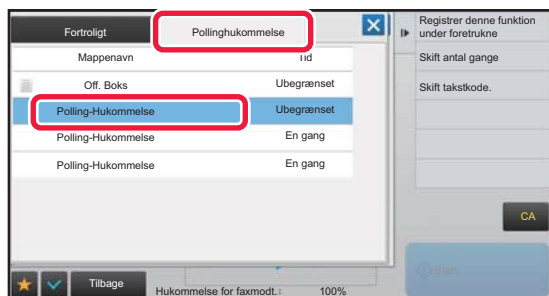 Fortroligt
Pollinghukommelse
Mappenavn Tid
Off. Boks Ubegrænset
Polling-Hukommelse Ubegrænset
Polling-Hukommelse En gang
Polling-Hukommelse En gang
Tilbage
Hukommelse for faxmodt.: 100%
Registrer denne funktion
under foretrukne
Skift antal gange
Skift takstkode.
CA
Start